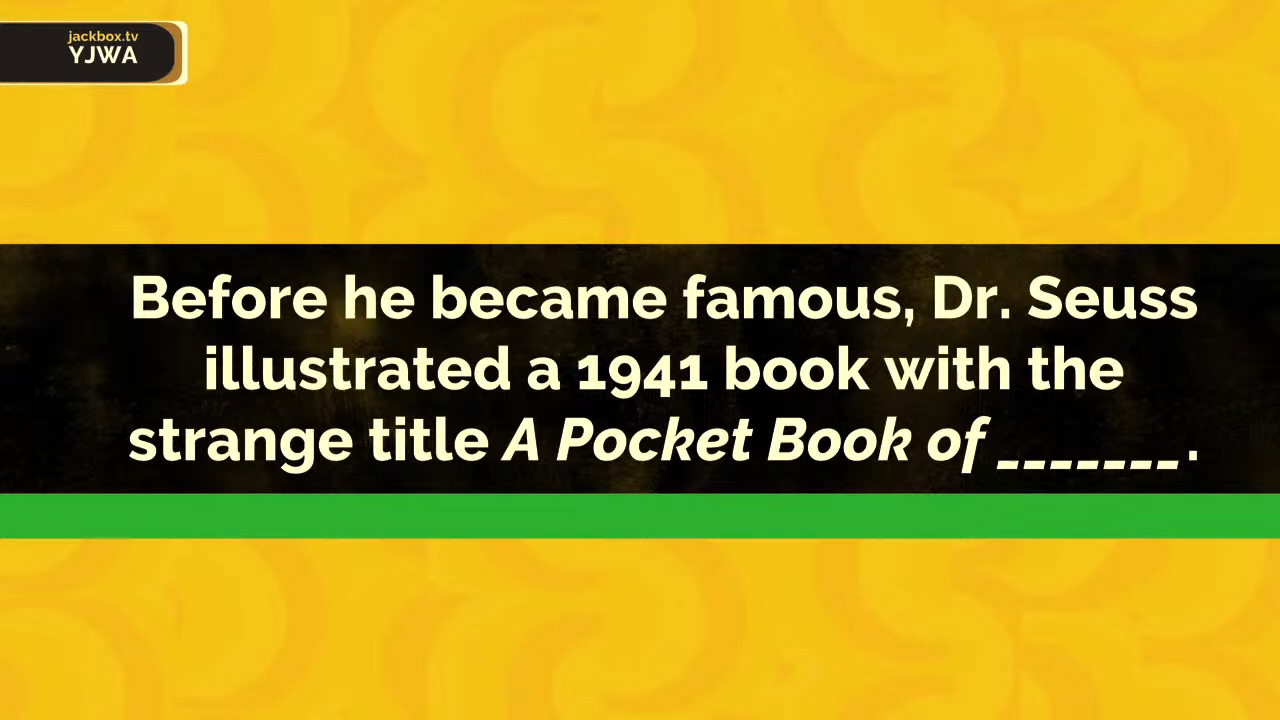 jackbox.tv
YJWA
Before he became famous, Dr. Seuss
illustrated a 1941 book with the
strange title A Pocket Book of _______.